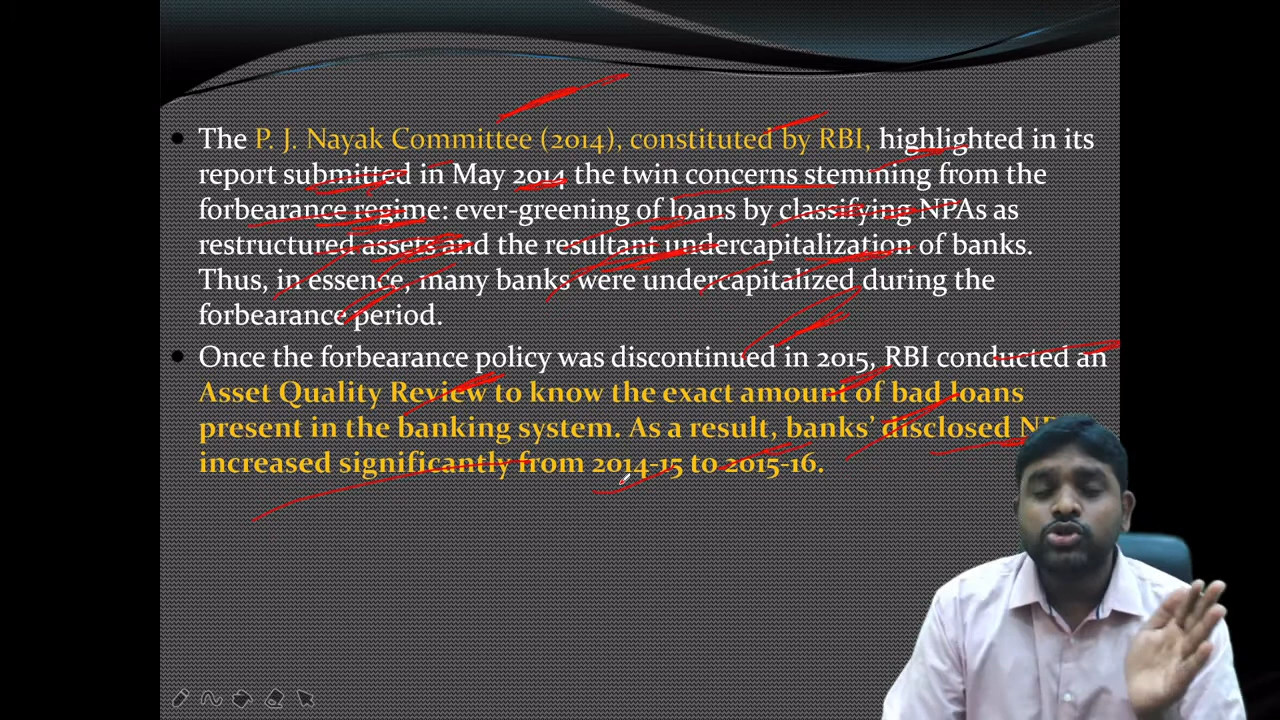 The P. J. Nayak Committee (2014), constituted by RBI, highlighted in its
report submitted in May 2014 the twin concerns stemming from the
forbearance regime: ever-greening of loans by classifying NPAs as
restructured assets and the resultant undercapitalization of banks.
Thus, in essence, many banks were undercapitalized during the
forbearance period.
Once the forbearance policy was discontinued in 2015, RBI conducted an
Asset Quality Review to know the exact amount of bad loans
present in the banking system. As a result, banks’ disclosed
increased significantly from 2014-15 to 2015-16.